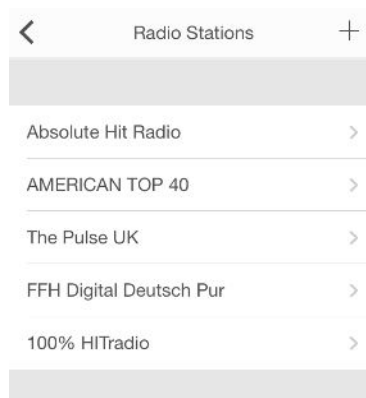 Radio Stations
Absolute Hit Radio
AMERICAN TOP 40
The Pulse UK
FFH Digital Deutsch Pur
100% HITradio